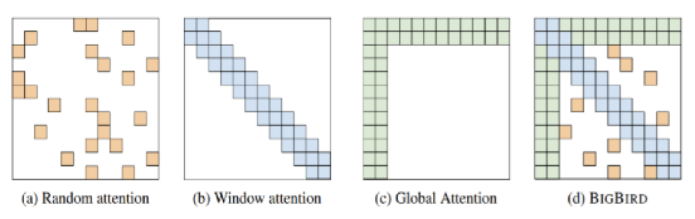 (a) Random attention
(b) Window attention
(c) Global Attention
(d) BIGBIRD